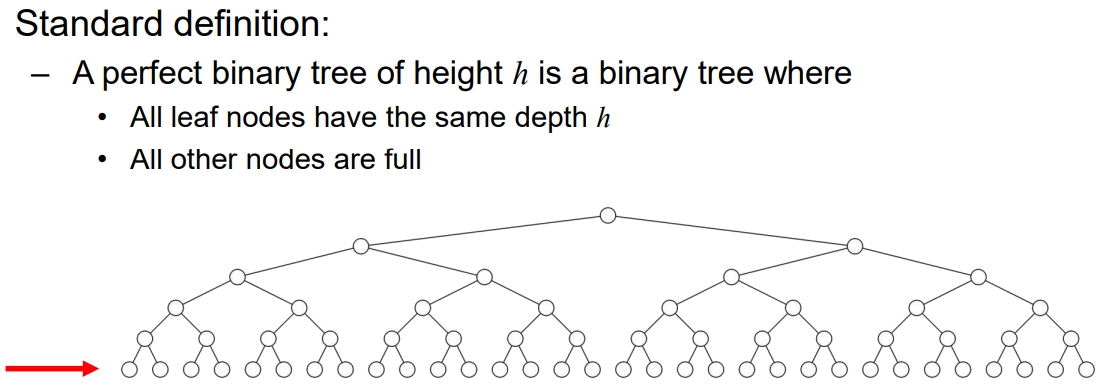 Standard definition:
– A perfect binary tree of height h is a binary tree where
• All leaf nodes have the same depth h
• All other nodes are full